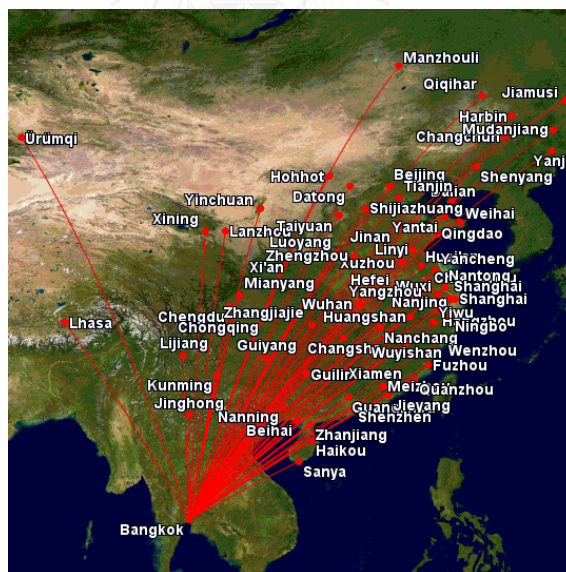 Manzhouli
Qiqihar
Jiamusi
Harbin
Mudanjiang
Changchun
Ürümqi
Yanj
Shenyang
Hohhot
Beijing
Datong
Tianjin
Dalian
Yinchuan
Shijiazhuang
Weihai
Xining
Lanzhou
Taiyuan
Yantai
Jinan
Qingdao
Luoyang
Linyi
Zhengzhou
Xuzhou
Yancheng
Xi'an
Mianyang
Hefei
Wuxi
Nantong
Yangzhou
Shanghai
Wuhan
Nanjing
Shanghai
Zhangjiajie
Huangshan
Yiwu
Chengdu
Chongqing
Ningbo
Lhasa
Lijiang
Guiyang
Changsha
Nanchang
Wuyishan
Wenzhou
Fuzhou
Kunming
Guilin
Xiamen
Meizhou
Quanzhou
Jinghong
Jieyang
Nanning
Shenzhen
Beihai
Zhanjiang
Haikou
Sanya
Bangkok